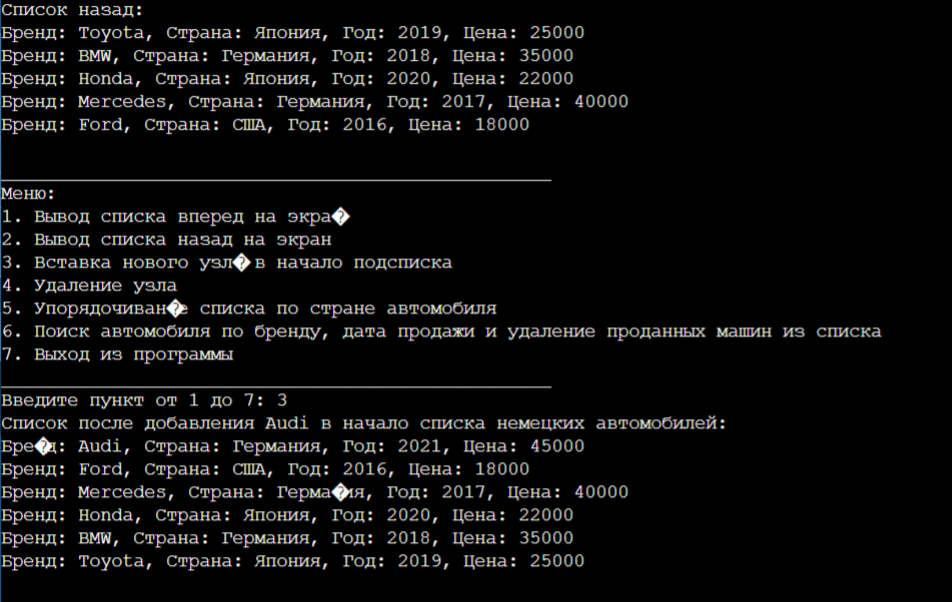 Список назад:
Бренд: Toyota, Страна: Япония, Год: 2019, Цена: 25000
Бренд: BMW, Страна: Германия, Год: 2018, Цена: 35000
Бренд: Honda, Страна: Япония, Год: 2020, Цена: 22000
Бренд: Mercedes, Страна: Германия, Год: 2017, Цена: 40000
Бренд: Ford, Страна: США, Год: 2016, Цена: 18000
__________________________________________________
Меню:
1. Вывод списка вперед на экра�
2. Вывод списка назад на экран
3. Вставка нового узл� в начало подсписка
4. Удаление узла
5. Упорядочиван�е списка по стране автомобиля
6. Поиск автомобиля по бренду, дата продажи и удаление проданных машин из списка
7. Выход из программы
__________________________________________________
Введите пункт от 1 до 7: 3
Список после добавления Audi в начало списка немецких автомобилей:
Бре�д: Audi, Страна: Германия, Год: 2021, Цена: 45000
Бренд: Ford, Страна: США, Год: 2016, Цена: 18000
Бренд: Mercedes, Страна: Герма�ия, Год: 2017, Цена: 40000
Бренд: Honda, Страна: Япония, Год: 2020, Цена: 22000
Бренд: BMW, Страна: Германия, Год: 2018, Цена: 35000
Бренд: Toyota, Страна: Япония, Год: 2019, Цена: 25000